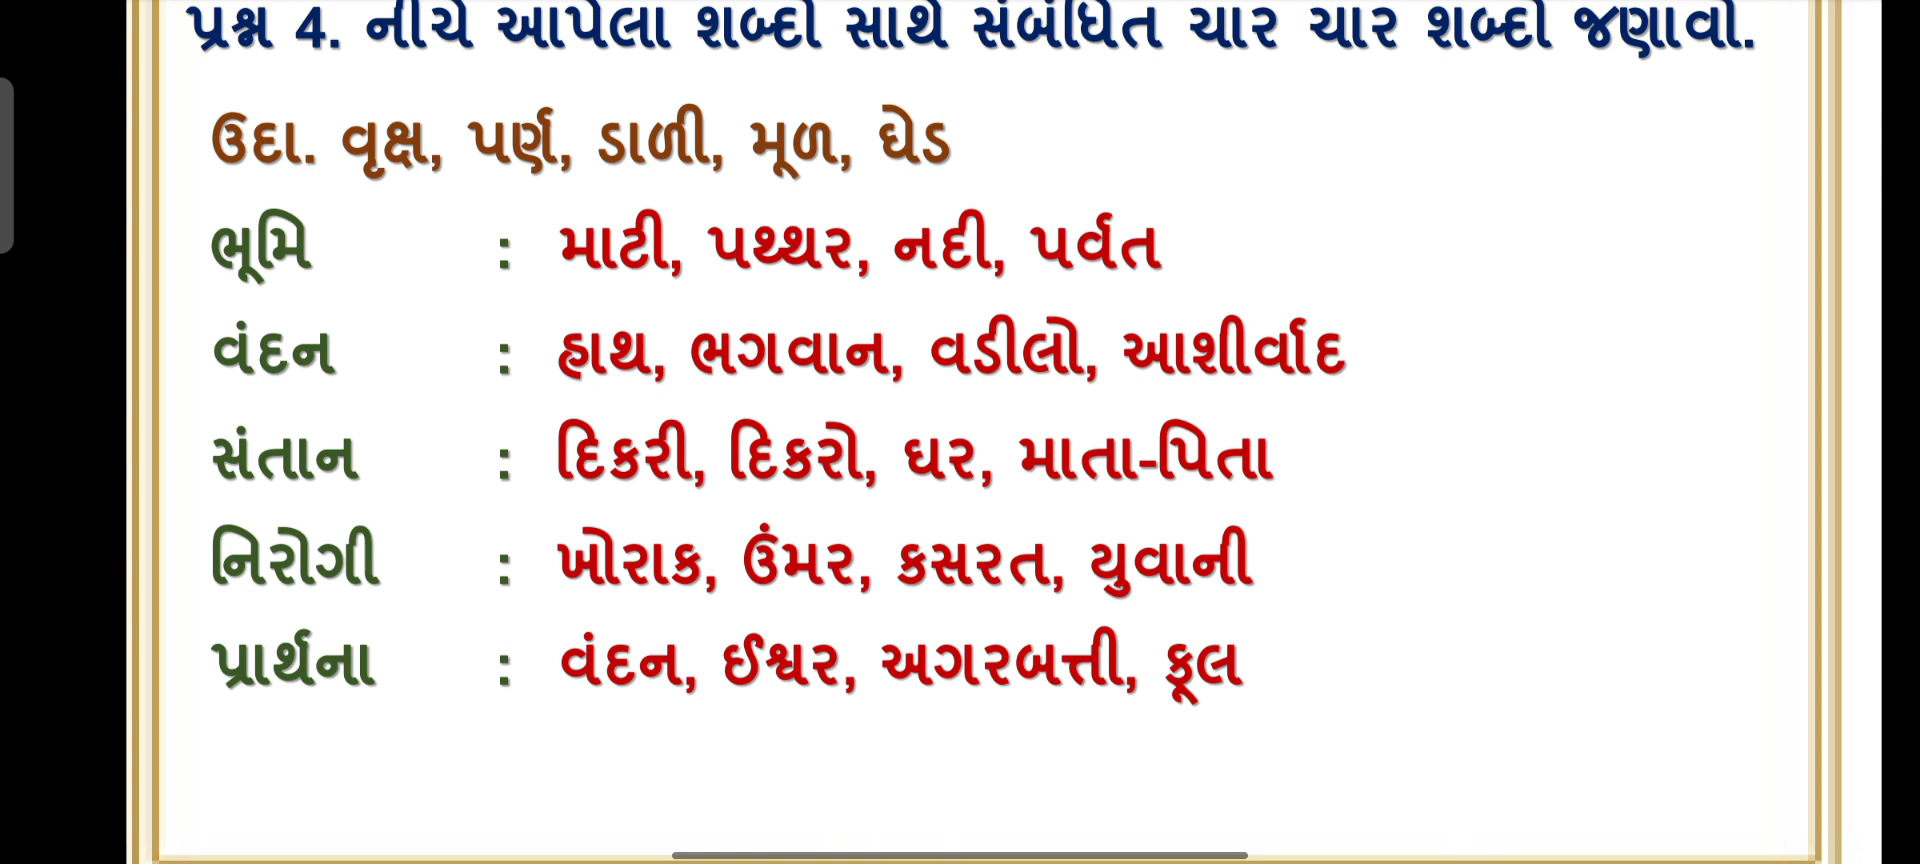 પ્રશ્ન 4. નીચે આપેલા શબ્દો સાથે સંબંધિત ચાર ચાર શબ્દો જણાવો.
ઉદા. વૃક્ષ, પર્ણ, ડાળી, મૂળ, ઘેડ
ભૂમિ : માટી, પથ્થર, નદી, પર્વત
વંદન : હાથ, ભગવાન, વડીલો, આશીર્વાદ
સંતાન : દિકરી, દિકરો, ઘર, માતા-પિતા
નિરોગી : ખોરાક, ઉંમર, કસરત, યુવાની
પ્રાર્થના : વંદન, ઈશ્વર, અગરબત્તી, ફૂલ